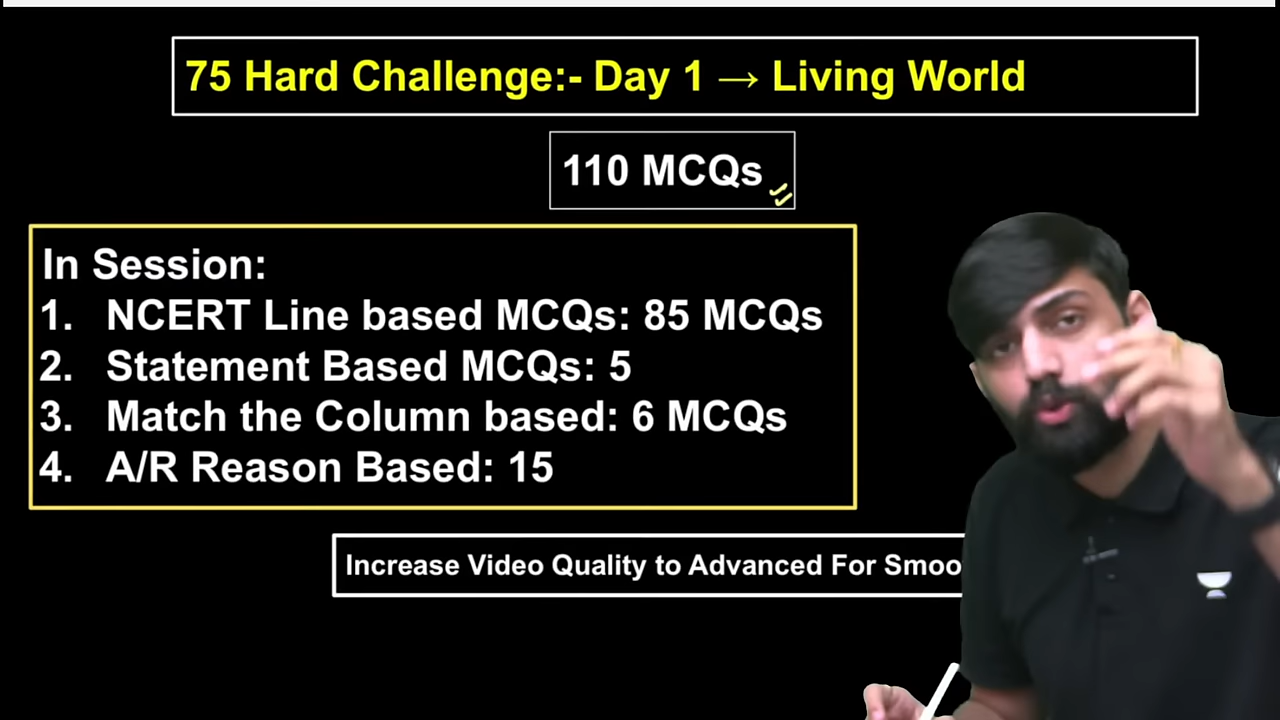 75 Hard Challenge:- Day 1 → Living World
110 MCQs
In Session:
1. NCERT Line based MCQs: 85 MCQs
2. Statement Based MCQs: 5
3. Match the Column based: 6 MCQs
4. A/R Reason Based: 15
Increase Video Quality to Advanced For Smoo